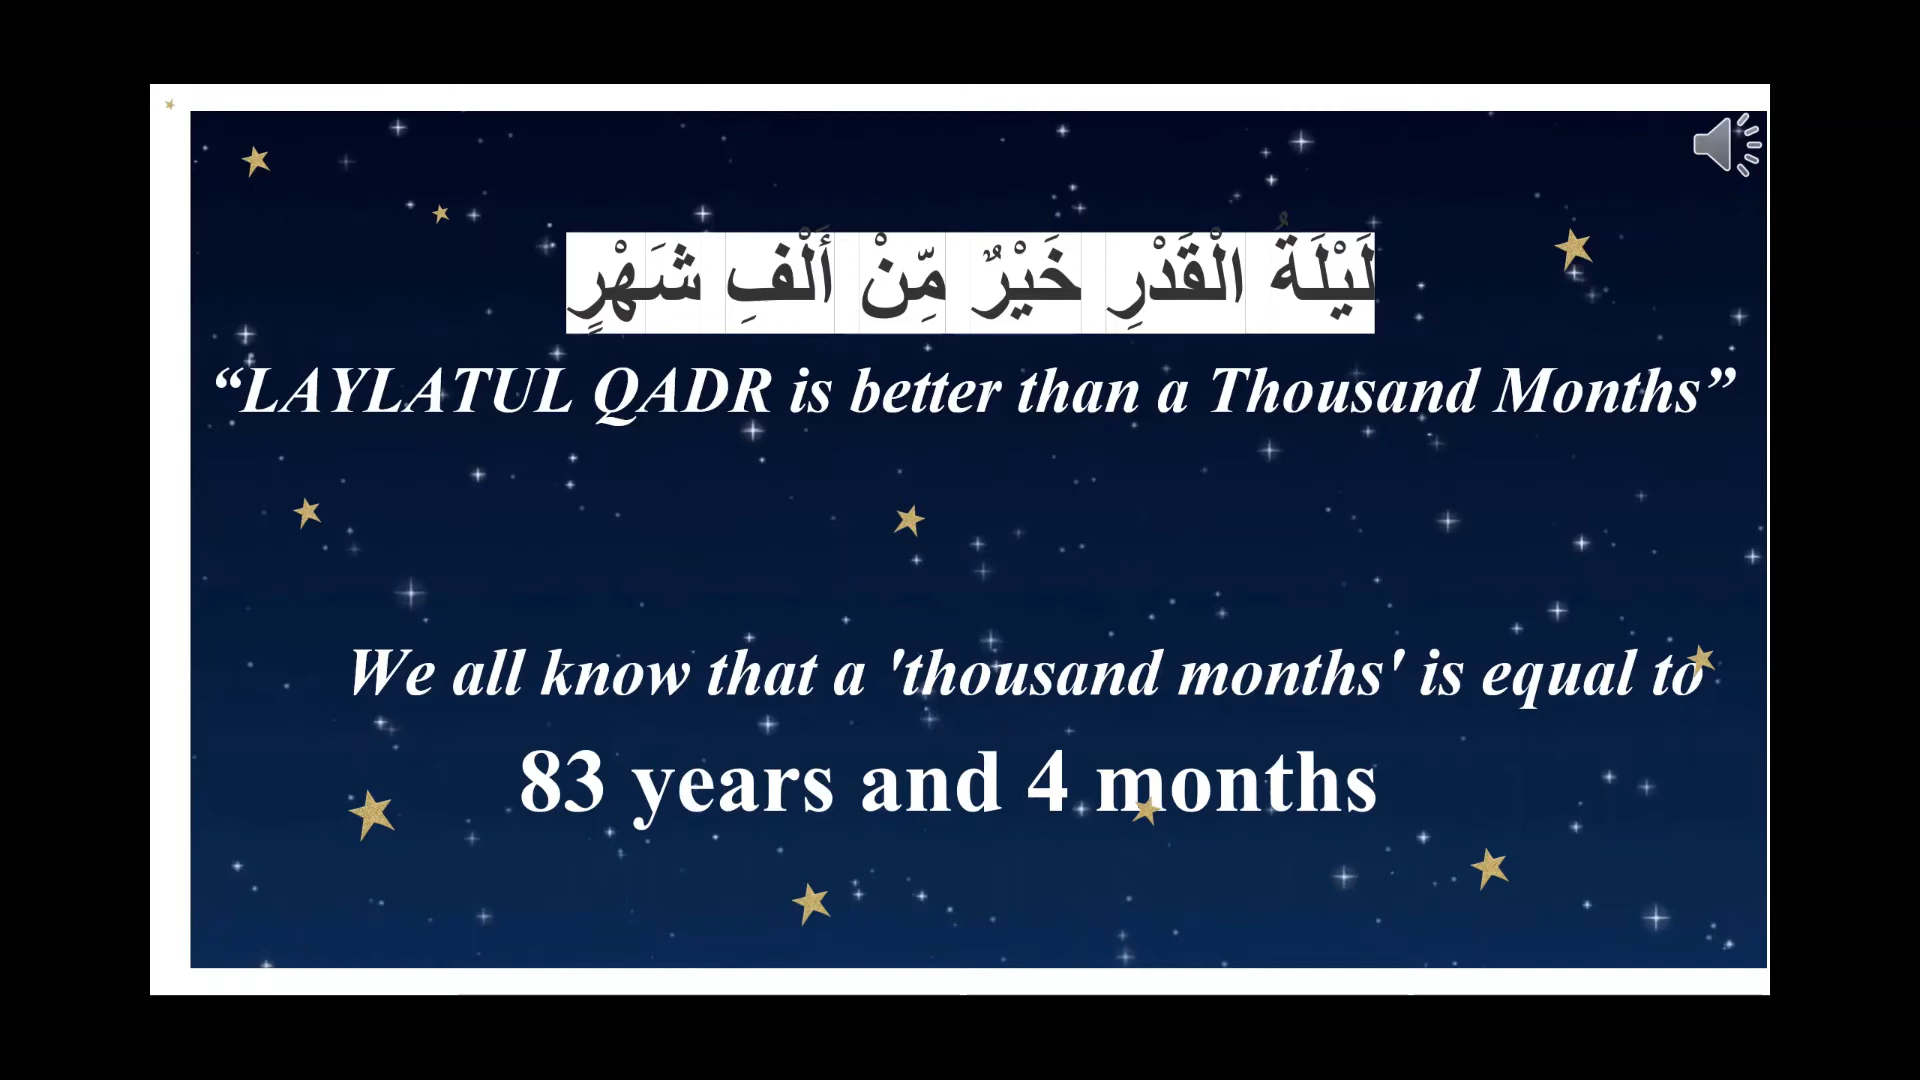 لَيْلَةُ الْقَدْرِ خَيْرٌ مِّنْ أَلْفِ شَهْرٍ
“LAYLATUL QADR is better than a Thousand Months”
We all know that a 'thousand months' is equal to
83 years and 4 months